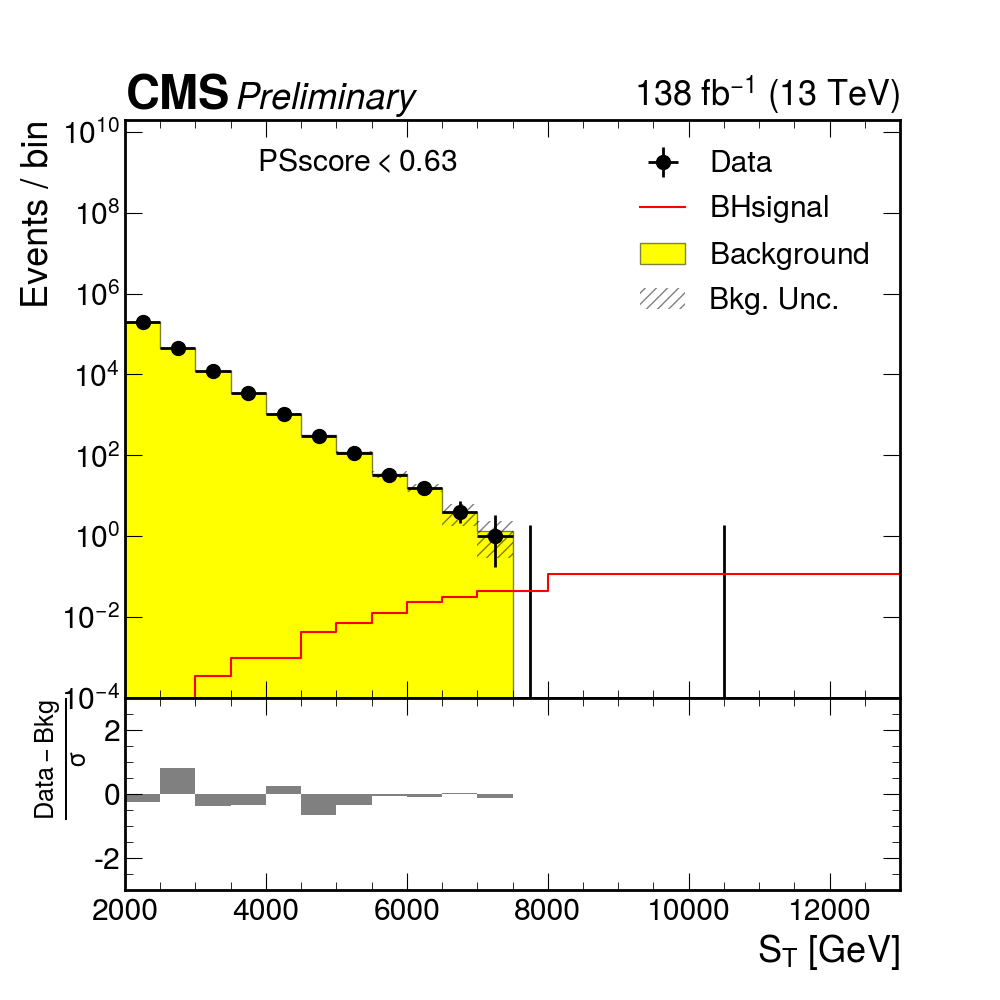 CMS Preliminary
138 fb⁻¹ (13 TeV)
Events / bin
10¹⁰
10⁸
10⁶
10⁴
10²
10⁰
10⁻²
10⁻⁴
PSscore < 0.63
Data
BHsignal
Background
Bkg. Unc.
Data − Bkg
σ
2
0
-2
2000 4000 6000 8000 10000 12000
S_T [GeV]